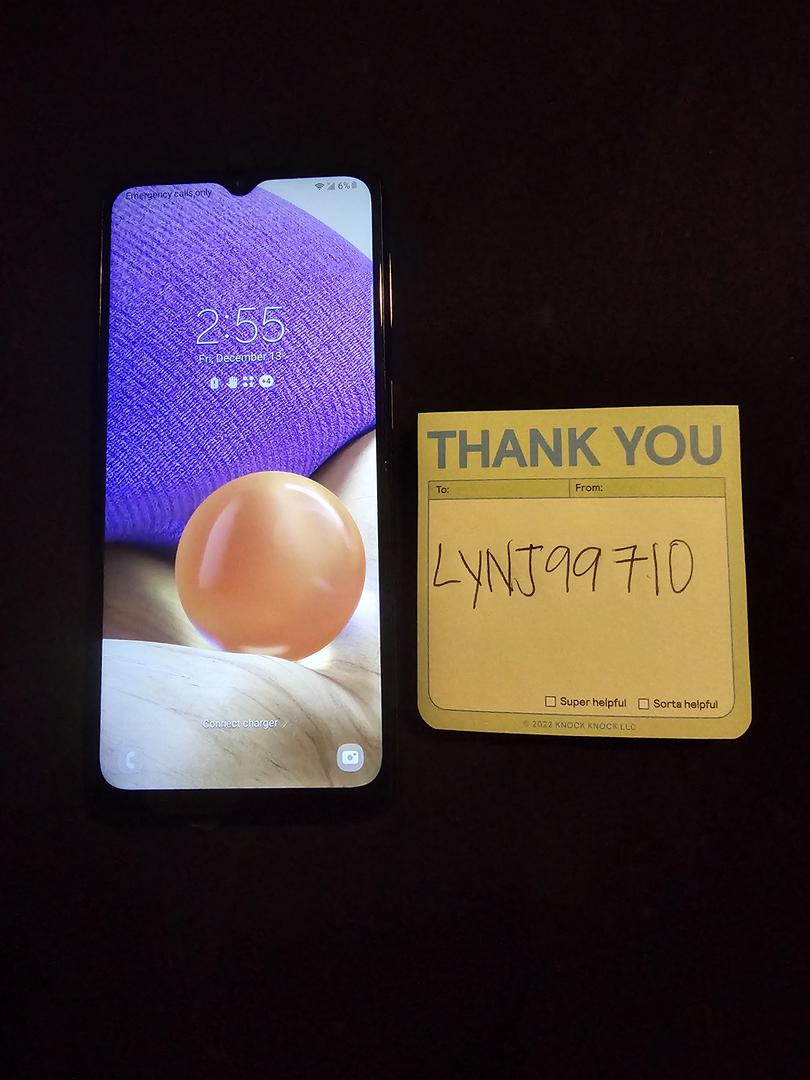 Emergency calls only
6%
2:55
Fri, December 13
+4
Connect charger
THANK YOU
To:
From:
LYNJ99710
Super helpful
Sorta helpful
© 2022 KNOCK KNOCK LLC